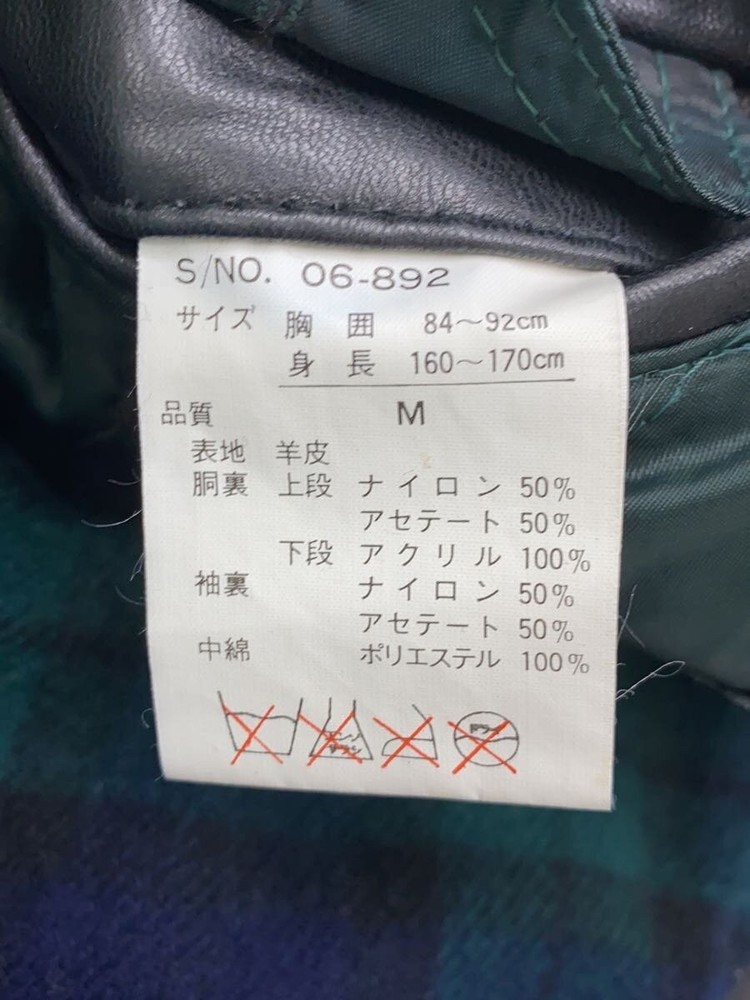 S/NO. 06-892
サイズ 胸囲 84～92cm
身長 160～170cm
品質 M
表地 羊皮
胴裏 上段 ナイロン 50%
アセテート 50%
下段 アクリル 100%
袖裏 ナイロン 50%
アセテート 50%
中綿 ポリエステル 100%